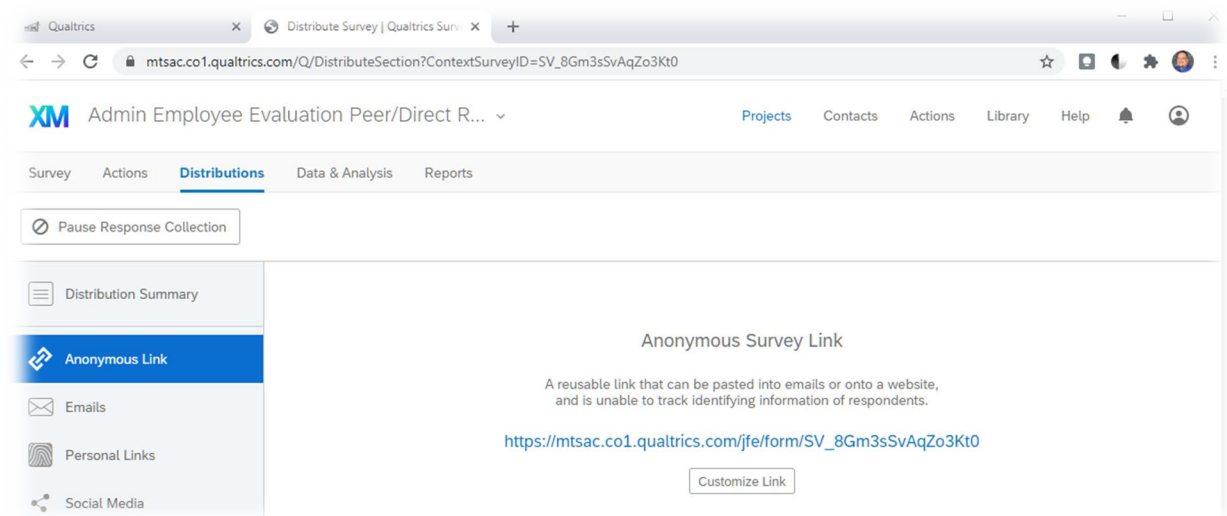 Qualtrics
Distribute Survey | Qualtrics Surv
mtsac.co1.qualtrics.com/Q/DistributeSection?ContextSurveyID=SV_8Gm3sSvAqZo3Kt0
XM Admin Employee Evaluation Peer/Direct R... Projects Contacts Actions Library Help
Survey Actions Distributions Data & Analysis Reports
Pause Response Collection
Distribution Summary
Anonymous Link
Emails
Personal Links
Social Media
Anonymous Survey Link
A reusable link that can be pasted into emails or onto a website,
and is unable to track identifying information of respondents.
https://mtsac.co1.qualtrics.com/jfe/form/SV_8Gm3sSvAqZo3Kt0
Customize Link